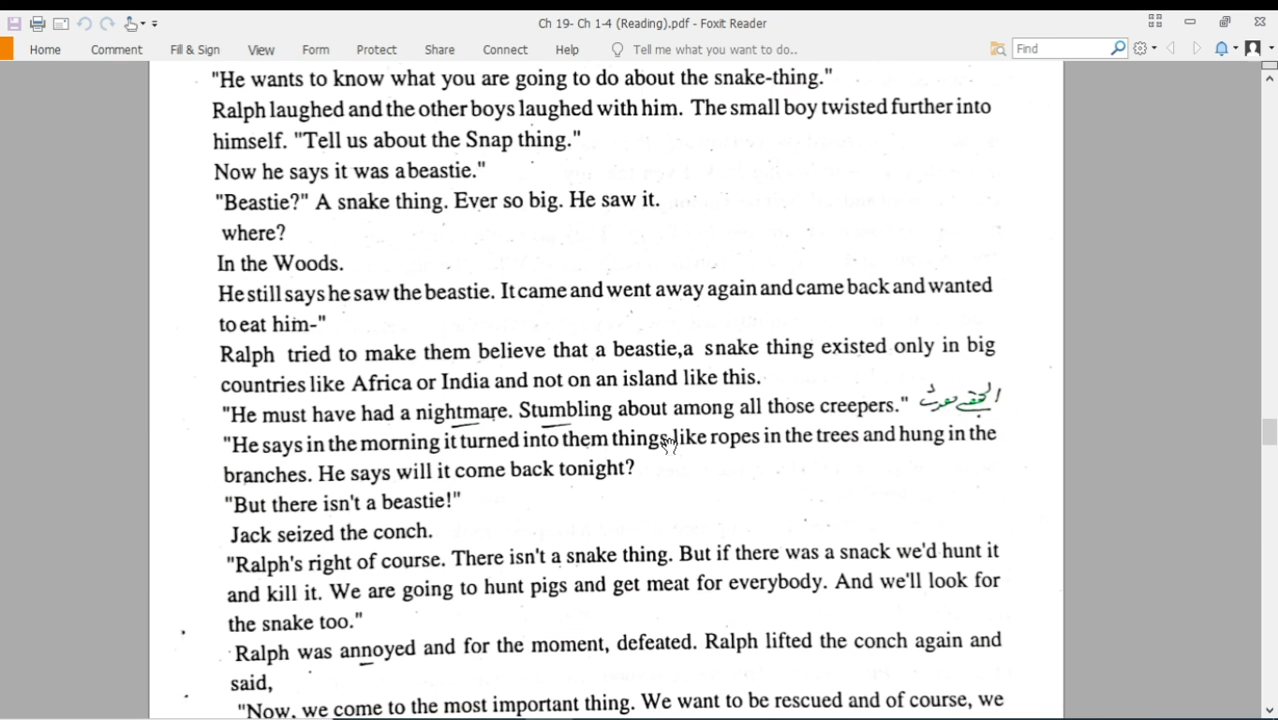 Ch 19- Ch 1-4 (Reading).pdf - Foxit Reader
Home Comment Fill & Sign View Form Protect Share Connect Help Tell me what you want to do.. Find
"He wants to know what you are going to do about the snake-thing."
Ralph laughed and the other boys laughed with him. The small boy twisted further into
himself. "Tell us about the Snap thing."
Now he says it was a beastie."
"Beastie?" A snake thing. Ever so big. He saw it.
where?
In the Woods.
He still says he saw the beastie. It came and went away again and came back and wanted
to eat him-"
Ralph tried to make them believe that a beastie,a snake thing existed only in big
countries like Africa or India and not on an island like this.
"He must have had a nightmare. Stumbling about among all those creepers."
"He says in the morning it turned into them things like ropes in the trees and hung in the
branches. He says will it come back tonight?
"But there isn't a beastie!"
Jack seized the conch.
"Ralph's right of course. There isn't a snake thing. But if there was a snack we'd hunt it
and kill it. We are going to hunt pigs and get meat for everybody. And we'll look for
the snake too."
Ralph was annoyed and for the moment, defeated. Ralph lifted the conch again and
said,
"Now, we come to the most important thing. We want to be rescued and of course, we